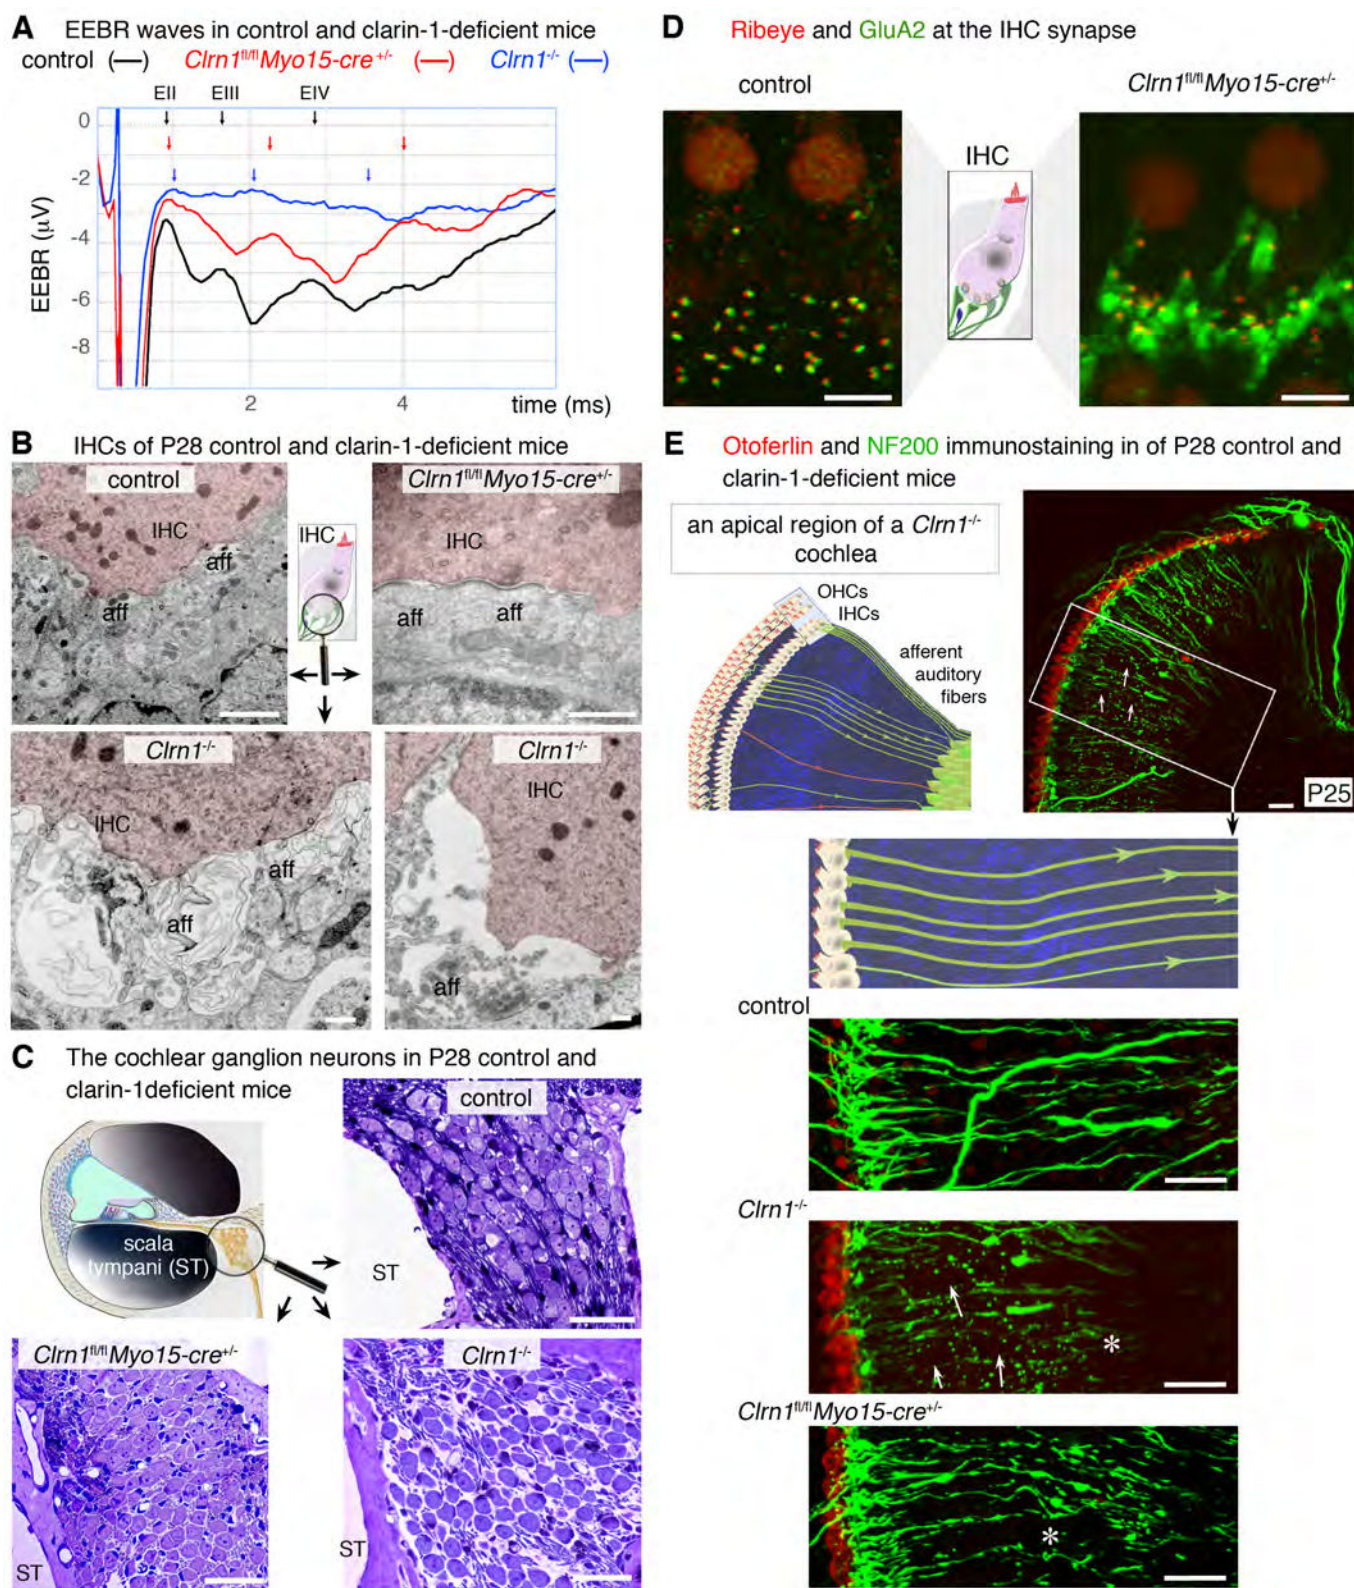 A EEBR waves in control and clarin-1-deficient mice
control (—) Clrn1fl/fl Myo15-cre+/- (—) Clrn1-/- (—)
EII EIII EIV
0
-2
-4
-6
-8
EEBR (μV)
2 4 time (ms)
B IHCs of P28 control and clarin-1-deficient mice
control
IHC
aff
aff
IHC
Clrn1fl/fl Myo15-cre+/-
IHC
aff aff
Clrn1-/-
IHC
aff
aff
Clrn1-/-
IHC
aff
C The cochlear ganglion neurons in P28 control and
clarin-1deficient mice
scala
tympani (ST)
control
ST
Clrn1fl/fl Myo15-cre+/-
ST
Clrn1-/-
ST
D Ribeye and GluA2 at the IHC synapse
control
IHC
Clrn1fl/fl Myo15-cre+/-
E Otoferlin and NF200 immunostaining in of P28 control and
clarin-1-deficient mice
an apical region of a Clrn1-/-
cochlea
OHCs
IHCs
afferent
auditory
fibers
P25
control
Clrn1-/-
*
Clrn1fl/fl Myo15-cre+/-
*